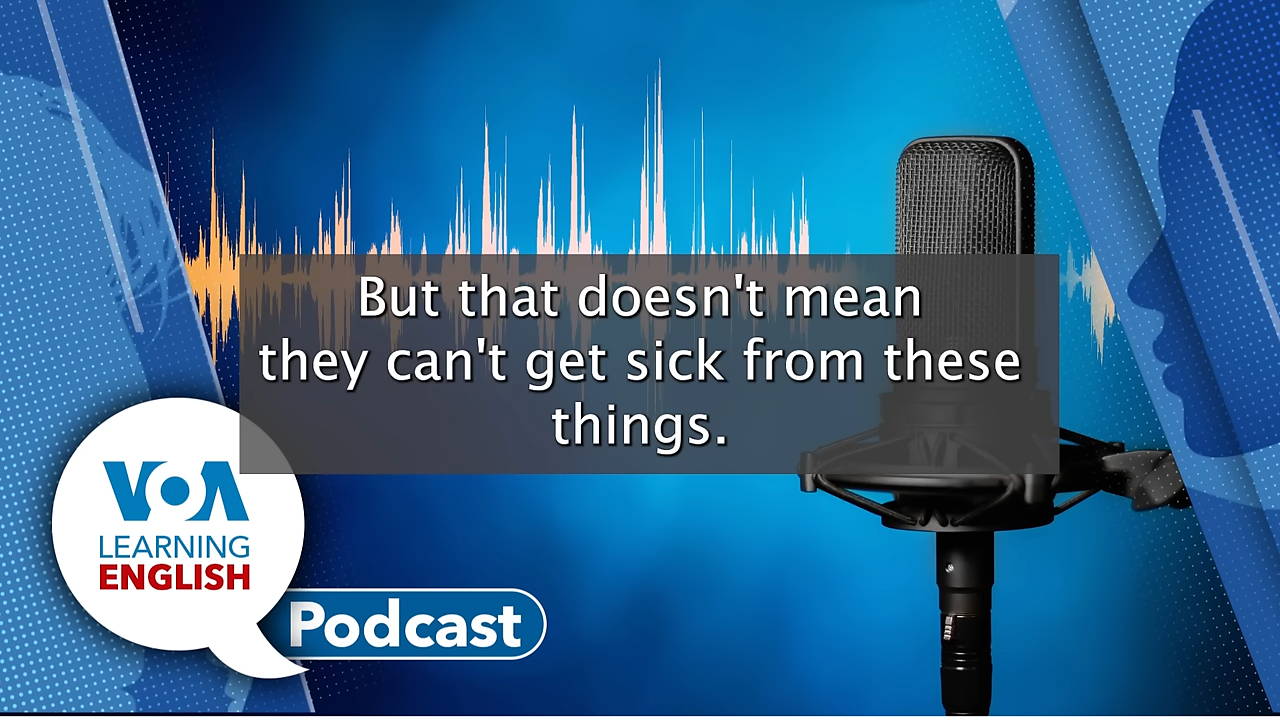 But that doesn't mean
they can't get sick from these
things.
VOA
LEARNING
ENGLISH
Podcast